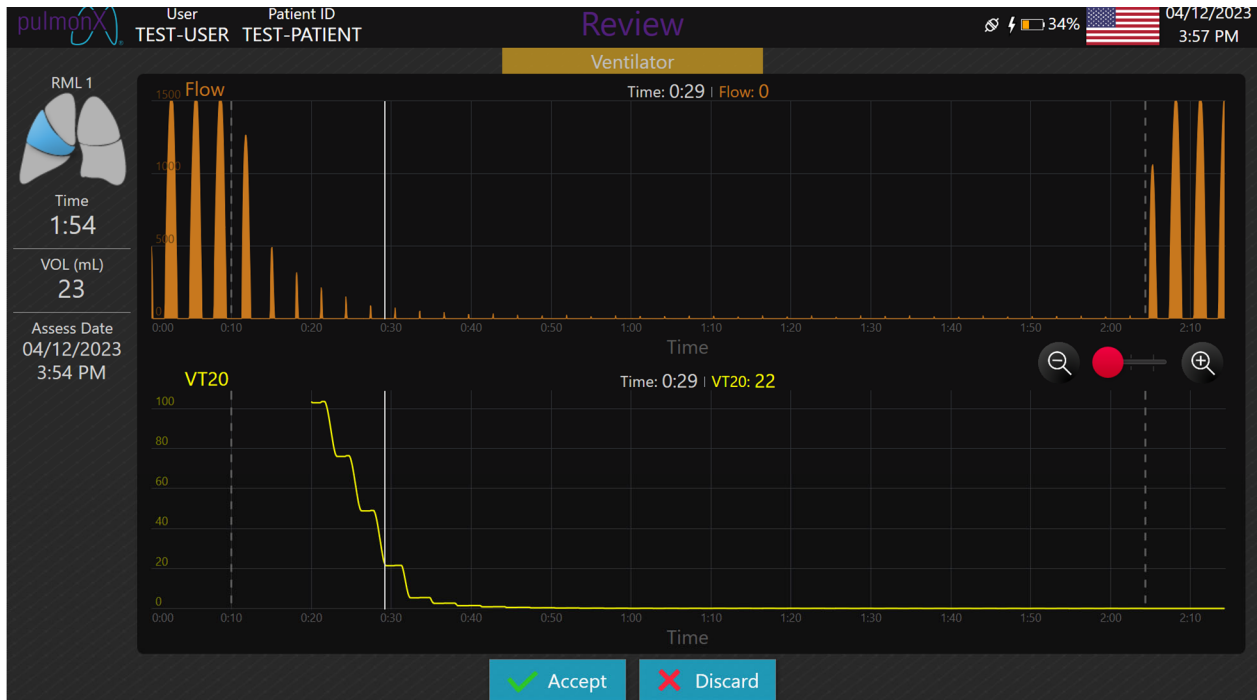 pulmonX®
User
TEST-USER
Patient ID
TEST-PATIENT
Review
34%
04/12/2023
3:57 PM
Ventilator
RML 1
Time
1:54
VOL (mL)
23
Assess Date
04/12/2023
3:54 PM
Flow
Time: 0:29 | Flow: 0
1500
1000
500
0
0:00 0:10 0:20 0:30 0:40 0:50 1:00 1:10 1:20 1:30 1:40 1:50 2:00 2:10
Time
VT20
Time: 0:29 | VT20: 22
100
80
60
40
20
0
0:00 0:10 0:20 0:30 0:40 0:50 1:00 1:10 1:20 1:30 1:40 1:50 2:00 2:10
Time
Accept
Discard